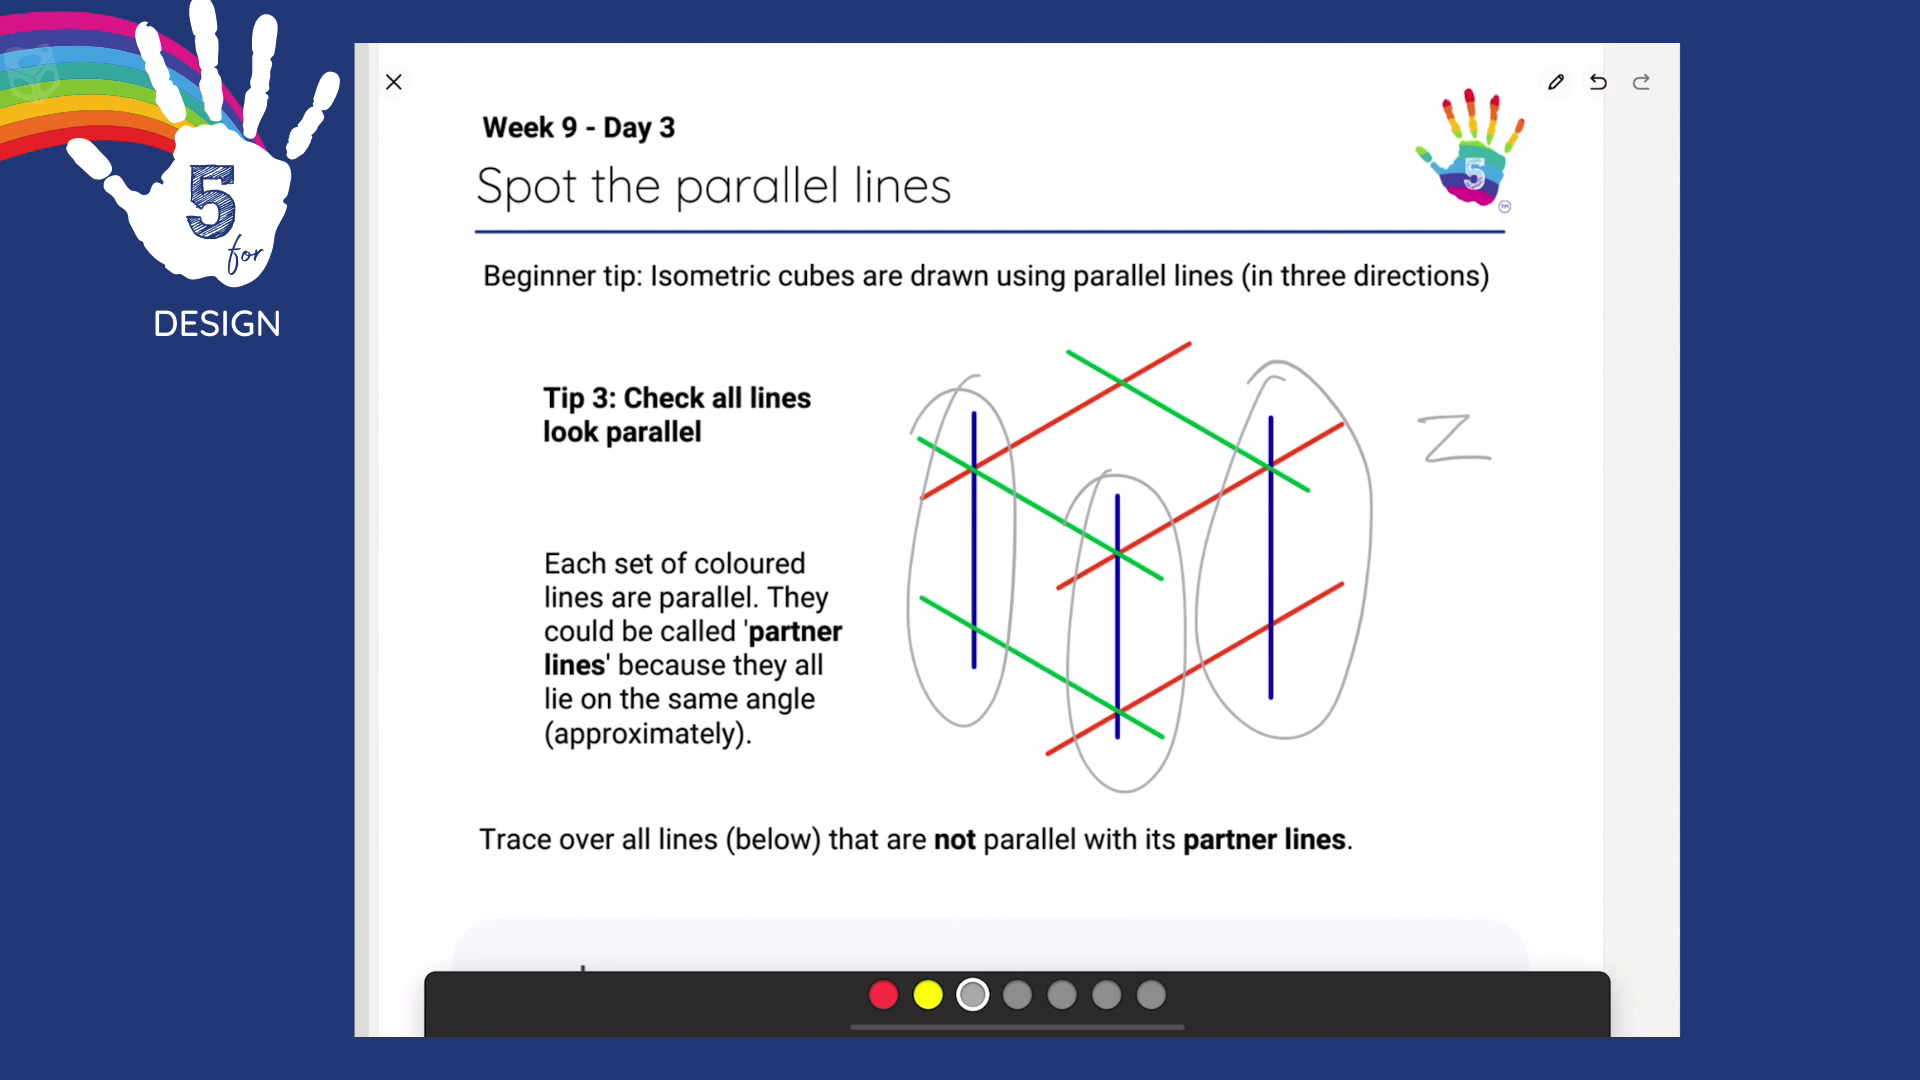 5
for
DESIGN
Week 9 - Day 3
Spot the parallel lines
5
TM
Beginner tip: Isometric cubes are drawn using parallel lines (in three directions)
Tip 3: Check all lines
look parallel
Z
Each set of coloured
lines are parallel. They
could be called 'partner
lines' because they all
lie on the same angle
(approximately).
Trace over all lines (below) that are not parallel with its partner lines.